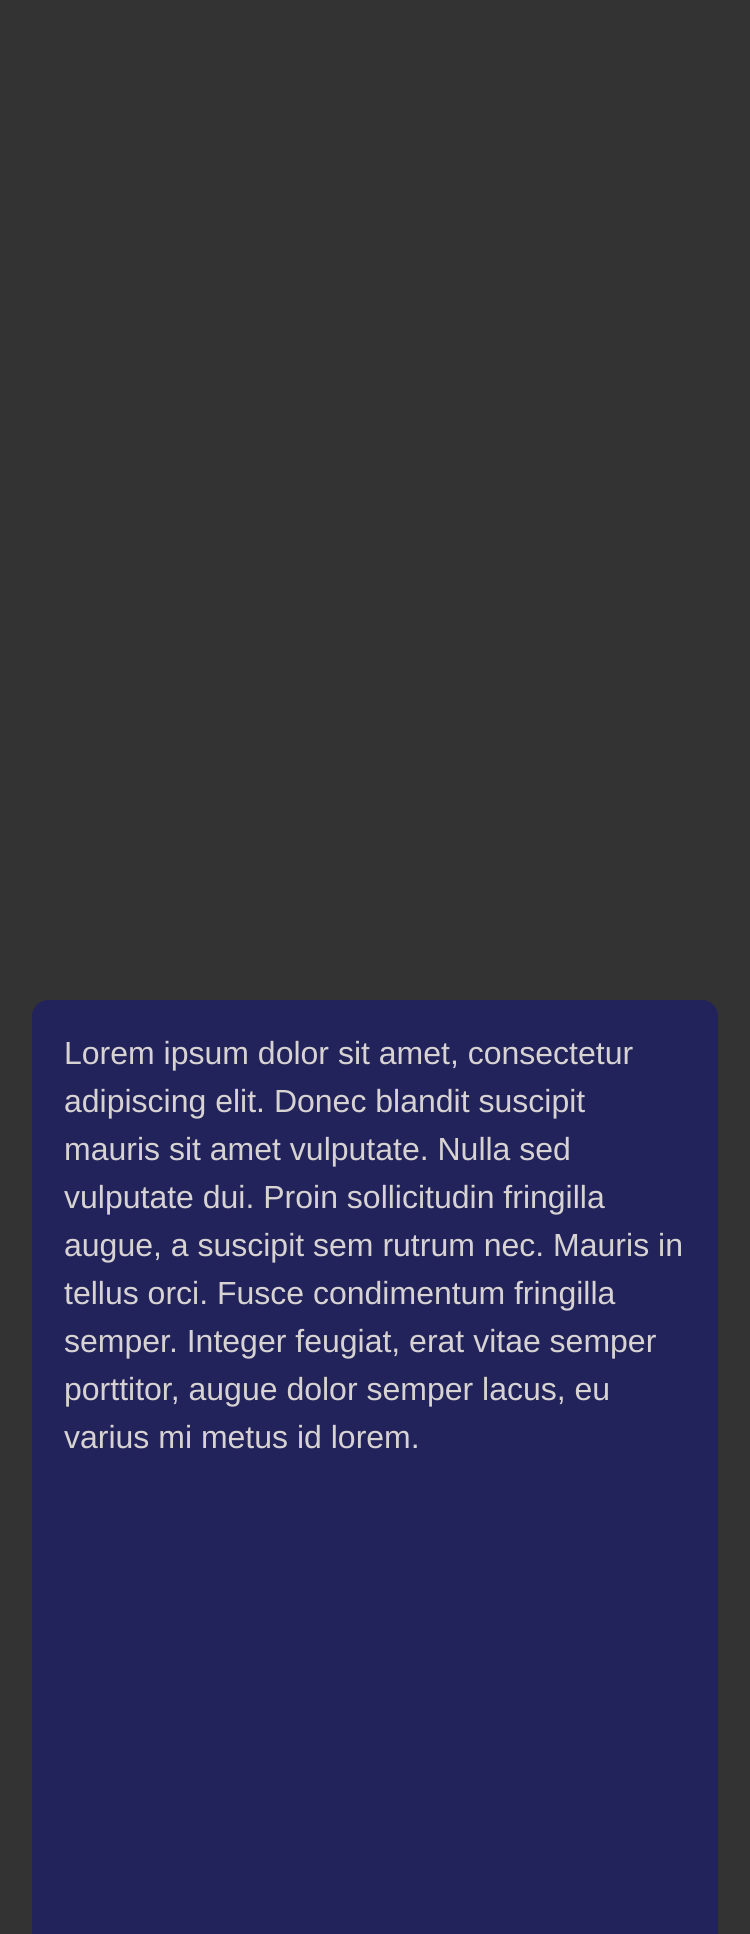 Lorem ipsum dolor sit amet, consectetur
adipiscing elit. Donec blandit suscipit
mauris sit amet vulputate. Nulla sed
vulputate dui. Proin sollicitudin fringilla
augue, a suscipit sem rutrum nec. Mauris in
tellus orci. Fusce condimentum fringilla
semper. Integer feugiat, erat vitae semper
porttitor, augue dolor semper lacus, eu
varius mi metus id lorem.